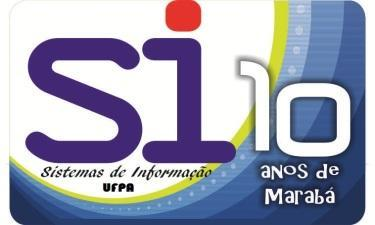 si 10
Sistemas de Informação
UFPA
anos de
Marabá